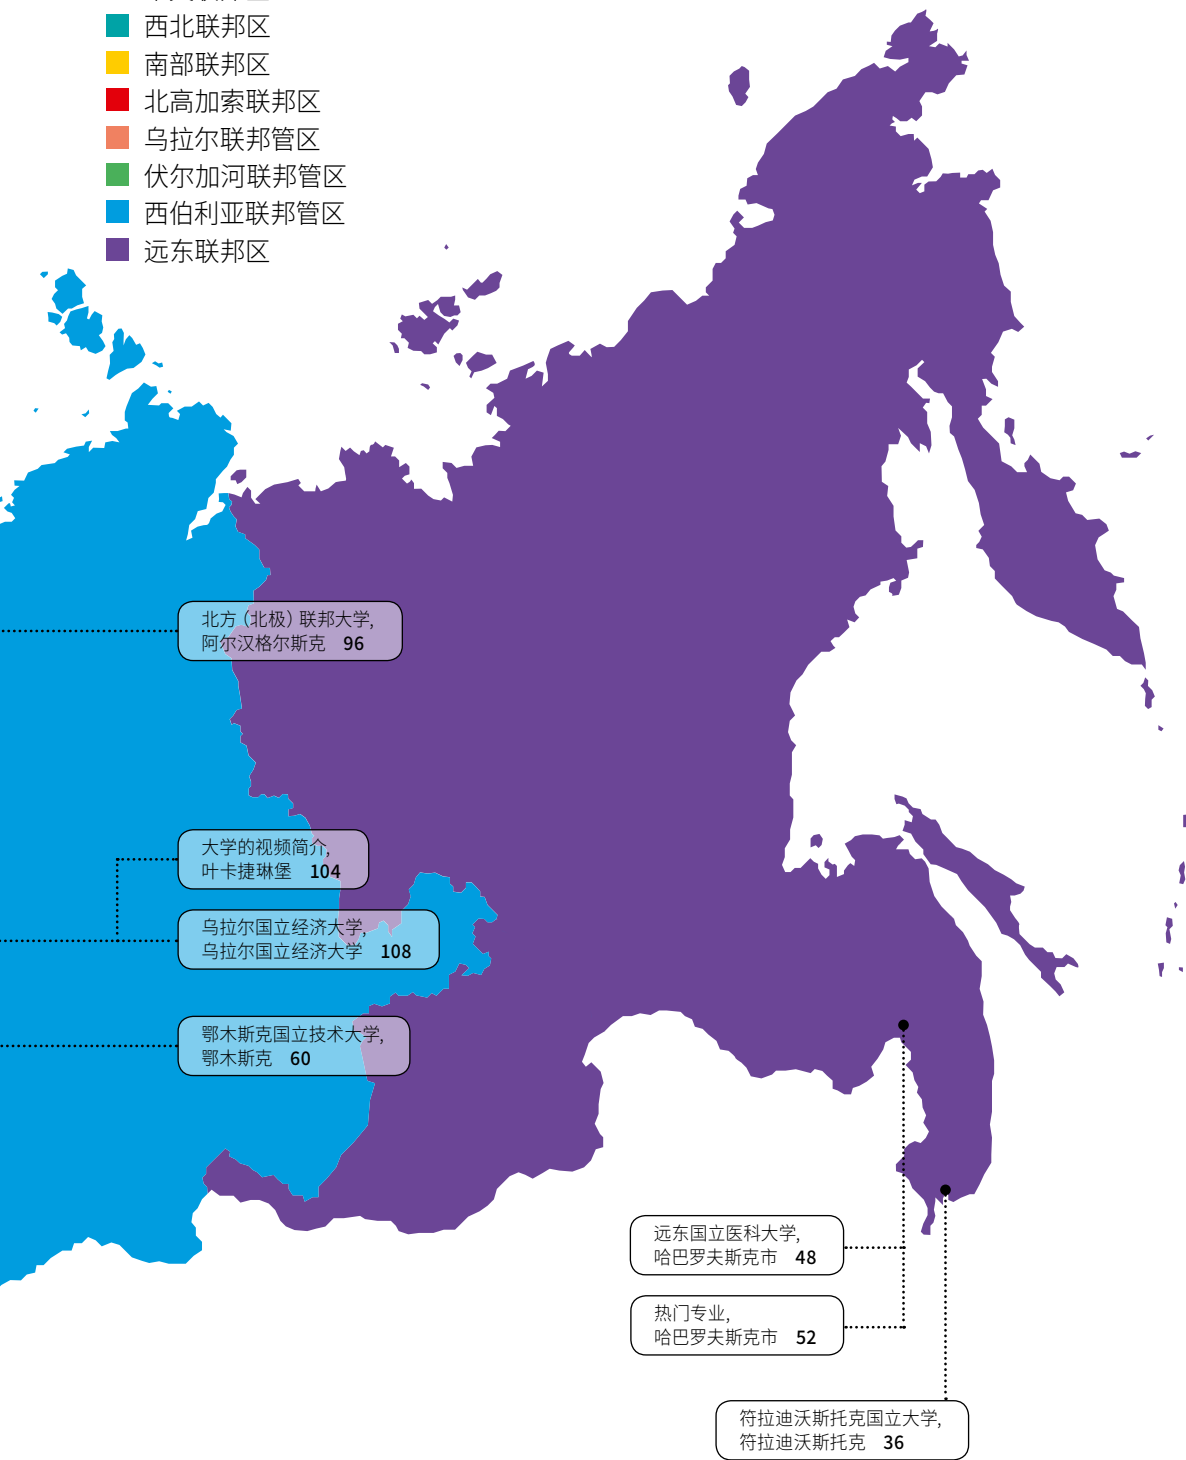 西北联邦区
南部联邦区
北高加索联邦区
乌拉尔联邦管区
伏尔加河联邦管区
西伯利亚联邦管区
远东联邦区
北方（北极）联邦大学,
阿尔汉格尔斯克 96
大学的视频简介,
叶卡捷琳堡 104
乌拉尔国立经济大学,
乌拉尔国立经济大学 108
鄂木斯克国立技术大学,
鄂木斯克 60
远东国立医科大学,
哈巴罗夫斯克市 48
热门专业,
哈巴罗夫斯克市 52
符拉迪沃斯托克国立大学,
符拉迪沃斯托克 36